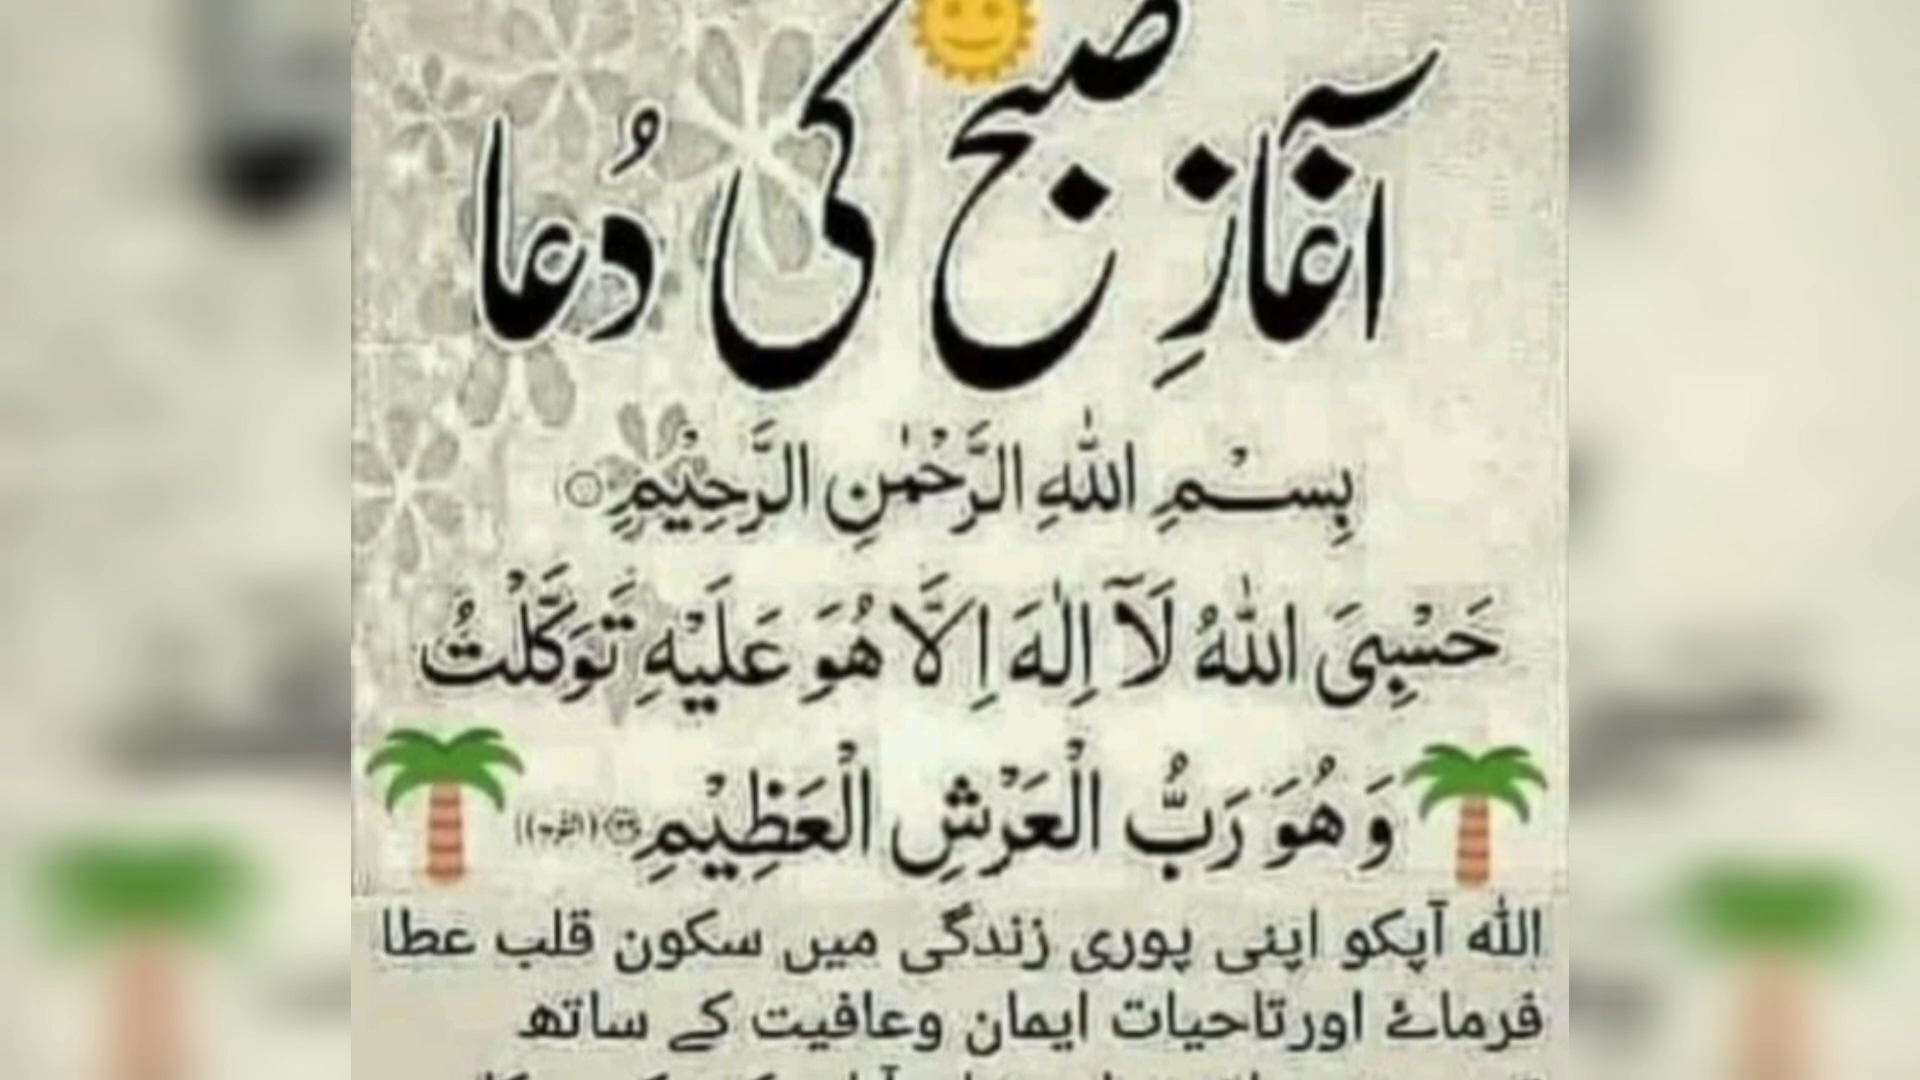 آغازِ صبح کی دُعا
بِسْمِ اللّٰهِ الرَّحْمٰنِ الرَّحِيْمِ
حَسْبِیَ اللّٰهُ لَآ اِلٰهَ اِلَّا هُوَ عَلَيْهِ تَوَكَّلْتُ
وَ هُوَ رَبُّ الْعَرْشِ الْعَظِيْمِ
اللّٰه آپکو اپنی پوری زندگی میں سکون قلب عطا
فرمائے اورتاحیات ایمان وعافیت کے ساتھ